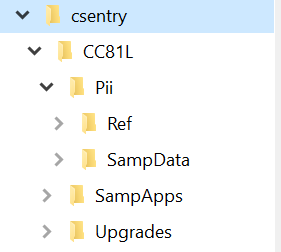 csentry
CC81L
Pii
Ref
SampData
SampApps
Upgrades